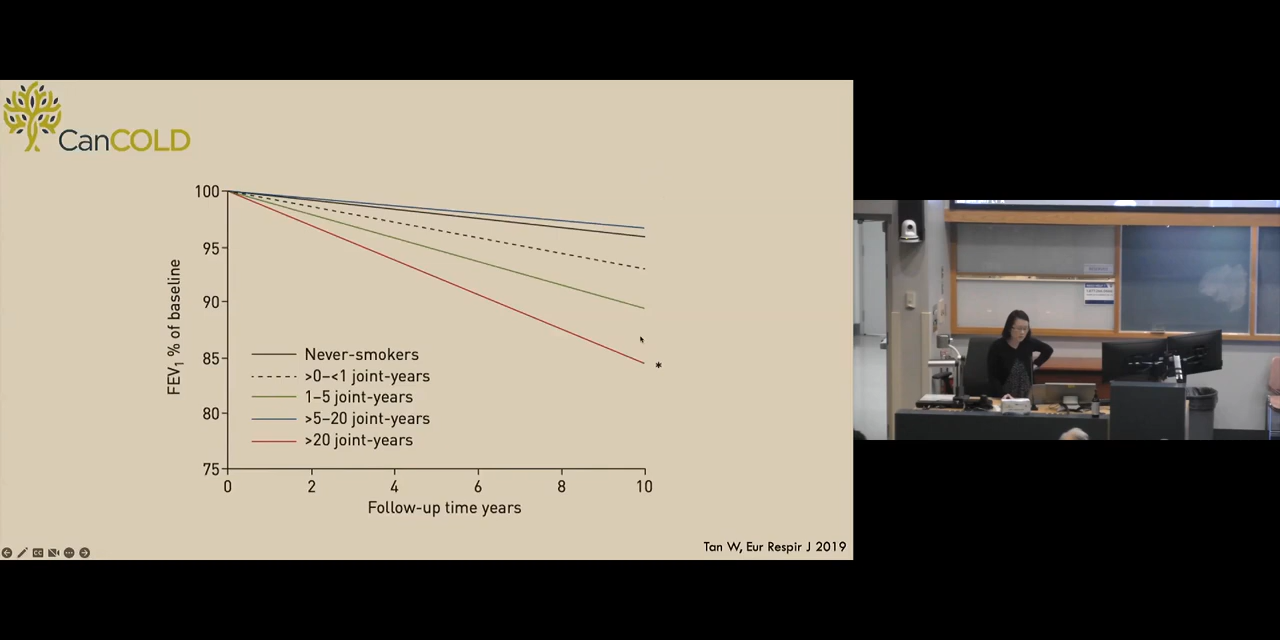 CanCOLD
100
95
90
85
80
75
FEV1 % of baseline
Never-smokers
>0–<1 joint-years
1–5 joint-years
>5–20 joint-years
>20 joint-years
*
0 2 4 6 8 10
Follow-up time years
Tan W, Eur Respir J 2019